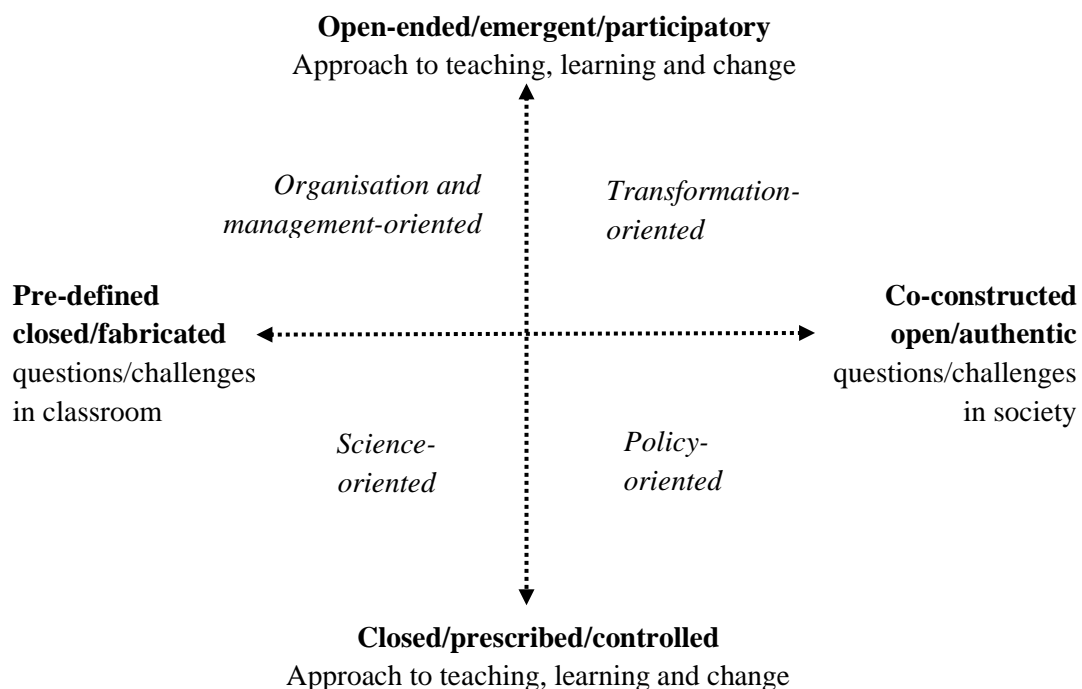 Open-ended/emergent/participatory
Approach to teaching, learning and change
Organisation and
management-oriented
Transformation-
oriented
Pre-defined
closed/fabricated
questions/challenges
in classroom
Co-constructed
open/authentic
questions/challenges
in society
Science-
oriented
Policy-
oriented
Closed/prescribed/controlled
Approach to teaching, learning and change